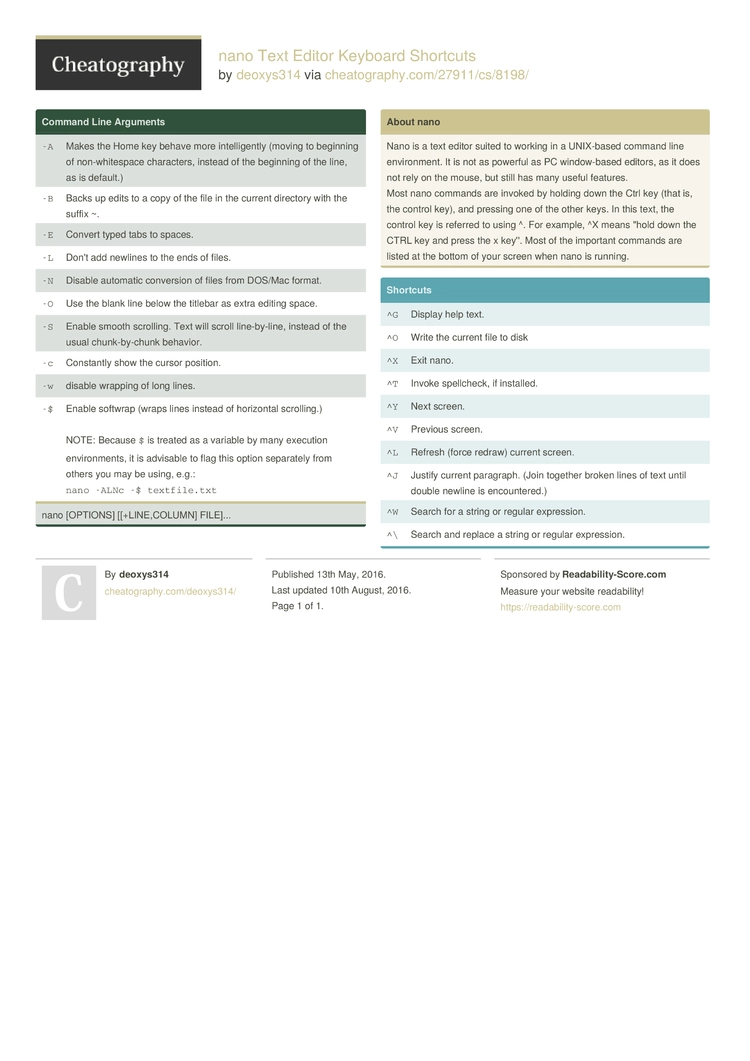 Cheatography
nano Text Editor Keyboard Shortcuts
by deoxys314 via cheatography.com/27911/cs/8198/
Command Line Arguments
-A Makes the Home key behave more intelligently (moving to beginning
of non-whitespace characters, instead of the beginning of the line,
as is default.)
-B Backs up edits to a copy of the file in the current directory with the
suffix ~.
-E Convert typed tabs to spaces.
-L Don't add newlines to the ends of files.
-N Disable automatic conversion of files from DOS/Mac format.
-O Use the blank line below the titlebar as extra editing space.
-S Enable smooth scrolling. Text will scroll line-by-line, instead of the
usual chunk-by-chunk behavior.
-c Constantly show the cursor position.
-w disable wrapping of long lines.
-$ Enable softwrap (wraps lines instead of horizontal scrolling.)
NOTE: Because $ is treated as a variable by many execution
environments, it is advisable to flag this option separately from
others you may be using, e.g.:
nano -ALNc -$ textfile.txt
nano [OPTIONS] [[+LINE,COLUMN] FILE]...
About nano
Nano is a text editor suited to working in a UNIX-based command line
environment. It is not as powerful as PC window-based editors, as it does
not rely on the mouse, but still has many useful features.
Most nano commands are invoked by holding down the Ctrl key (that is,
the control key), and pressing one of the other keys. In this text, the
control key is referred to using ^. For example, ^X means "hold down the
CTRL key and press the x key". Most of the important commands are
listed at the bottom of your screen when nano is running.
Shortcuts
^G Display help text.
^O Write the current file to disk
^X Exit nano.
^T Invoke spellcheck, if installed.
^Y Next screen.
^V Previous screen.
^L Refresh (force redraw) current screen.
^J Justify current paragraph. (Join together broken lines of text until
double newline is encountered.)
^W Search for a string or regular expression.
^\ Search and replace a string or regular expression.
C
By deoxys314
cheatography.com/deoxys314/
Published 13th May, 2016.
Last updated 10th August, 2016.
Page 1 of 1.
Sponsored by Readability-Score.com
Measure your website readability!
https://readability-score.com